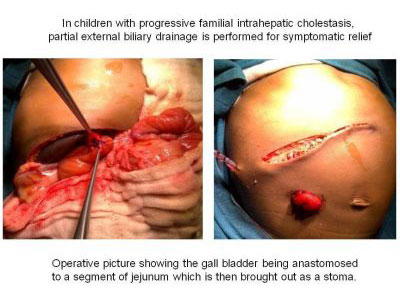 In children with progressive familial intrahepatic cholestasis,
partial external biliary drainage is performed for symptomatic relief
Operative picture showing the gall bladder being anastomosed
to a segment of jejunum which is then brought out as a stoma.